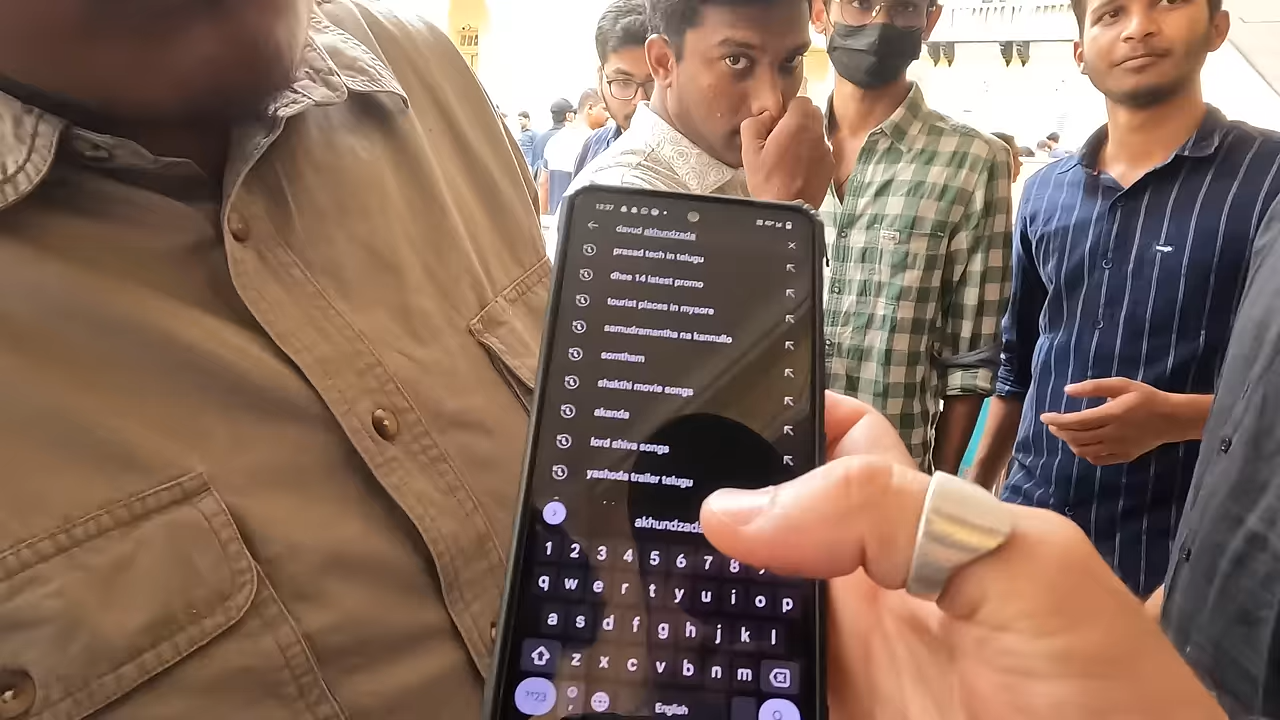 13:37
davud akhundzada
prasad tech in telugu
dhee 14 latest promo
tourist places in mysore
samudramantha na kannullo
somtham
shakthi movie songs
akanda
lord shiva songs
yashoda trailer telugu
akhundzada
1 2 3 4 5 6 7 8
q w e r t y u i o p
a s d f g h j k l
z x c v b n m
?123 English